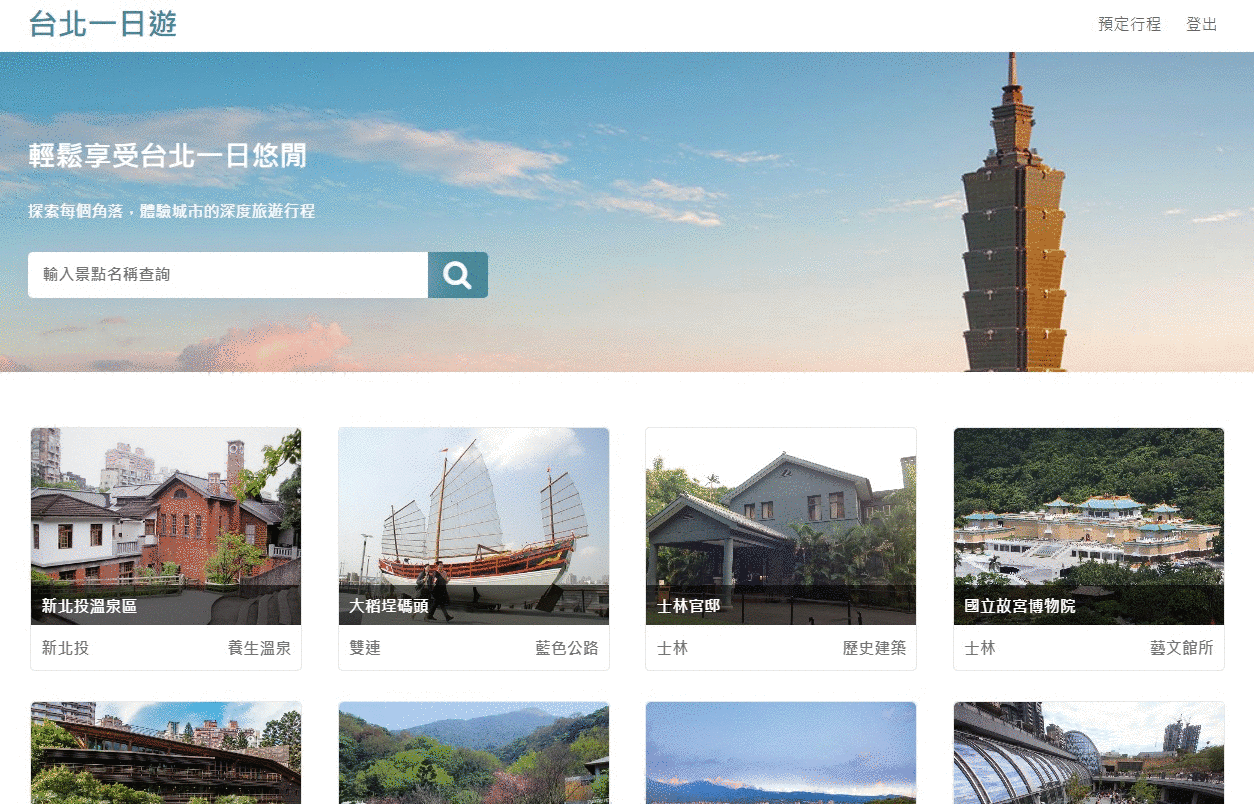 台北一日遊
預定行程 登出
輕鬆享受台北一日悠閒
探索每個角落，體驗城市的深度旅遊行程
輸入景點名稱查詢
新北投溫泉區
新北投 養生溫泉
大稻埕碼頭
雙連 藍色公路
士林官邸
士林 歷史建築
國立故宮博物院
士林 藝文館所